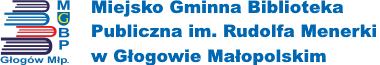 MGBP
Głogów Młp.
Miejsko Gminna Biblioteka
Publiczna im. Rudolfa Menerki
w Głogowie Małopolskim